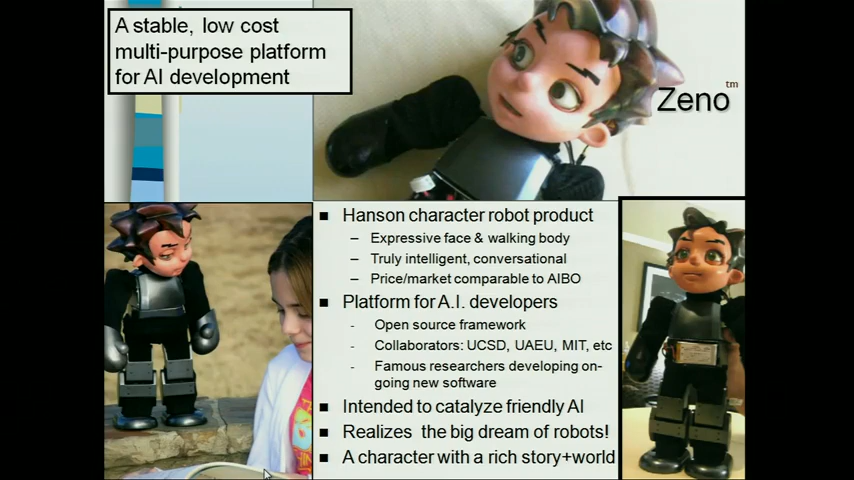 A stable, low cost
multi-purpose platform
for AI development
Zeno™
■ Hanson character robot product
– Expressive face & walking body
– Truly intelligent, conversational
– Price/market comparable to AIBO
■ Platform for A.I. developers
- Open source framework
- Collaborators: UCSD, UAEU, MIT, etc
- Famous researchers developing on-
going new software
■ Intended to catalyze friendly AI
■ Realizes the big dream of robots!
■ A character with a rich story+world